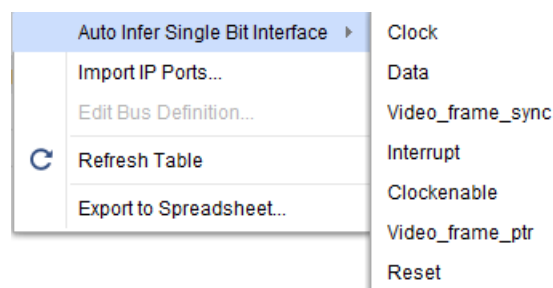 Auto Infer Single Bit Interface
Import IP Ports...
Edit Bus Definition...
Refresh Table
Export to Spreadsheet...
Clock
Data
Video_frame_sync
Interrupt
Clockenable
Video_frame_ptr
Reset